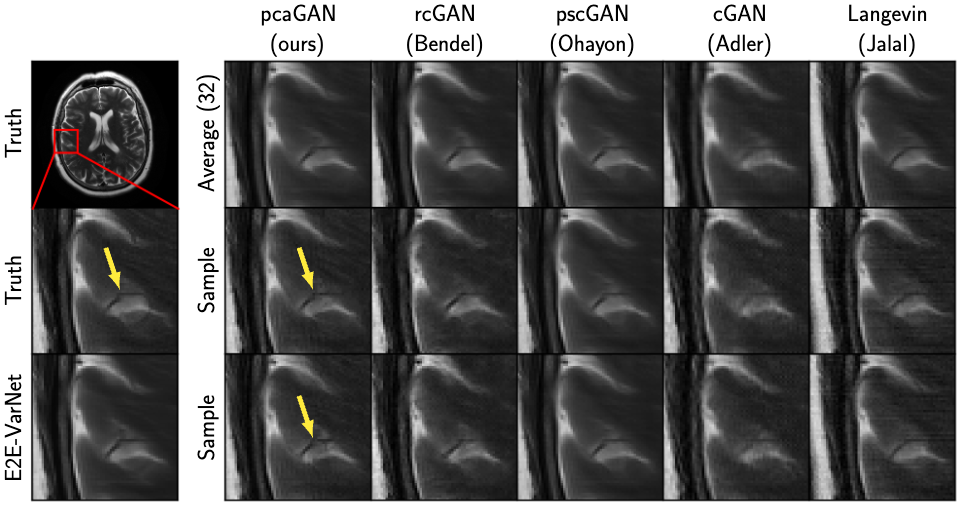 pcaGAN
(ours)
rcGAN
(Bendel)
pscGAN
(Ohayon)
cGAN
(Adler)
Langevin
(Jalal)
Truth
Average (32)
Truth
Sample
E2E-VarNet
Sample